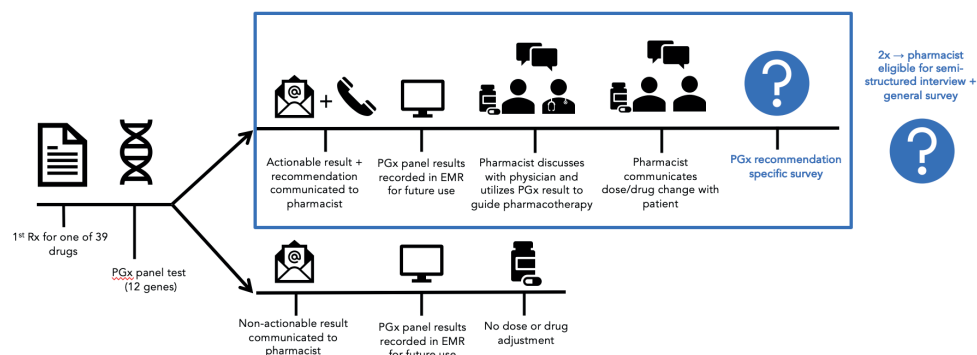 1st Rx for one of 39
drugs
PGx panel test
(12 genes)
@
+
Actionable result +
recommendation
communicated to
pharmacist
PGx panel results
recorded in EMR
for future use
Pharmacist discusses
with physician and
utilizes PGx result to
guide pharmacotherapy
Pharmacist
communicates
dose/drug change with
patient
?
PGx recommendation
specific survey
2x → pharmacist
eligible for semi-
structured interview +
general survey
?
@
Non-actionable result
communicated to
pharmacist
PGx panel results
recorded in EMR
for future use
No dose or drug
adjustment